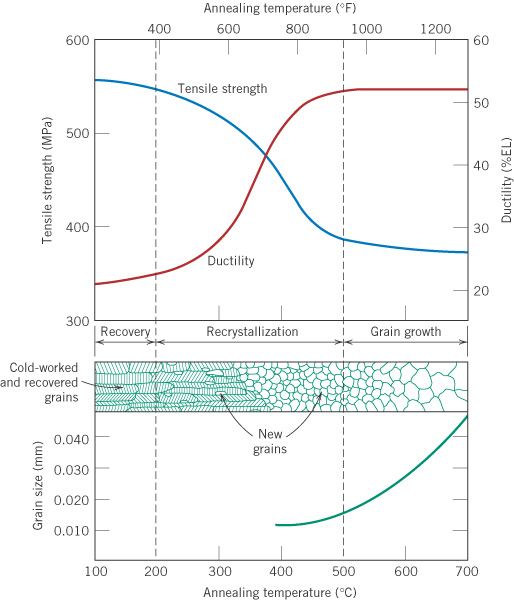 Annealing temperature (°F)
400 600 800 1000 1200
600
500
400
300
Tensile strength (MPa)
60
50
40
30
20
Ductility (%EL)
Tensile strength
Ductility
Recovery Recrystallization Grain growth
Cold-worked
and recovered
grains
New
grains
0.040
0.030
0.020
0.010
Grain size (mm)
100 200 300 400 500 600 700
Annealing temperature (°C)